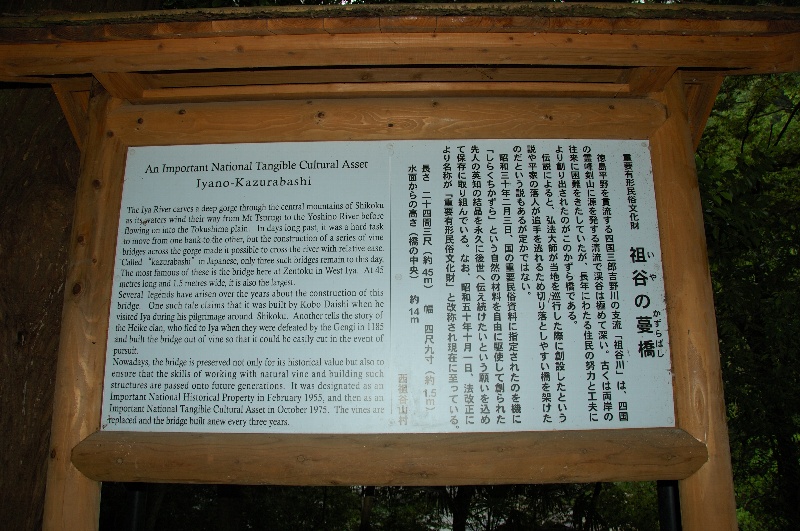 An Important National Tangible Cultural Asset
Iyano-Kazurabashi
The Iya River carves a deep gorge through the central mountains of Shikoku
as its waters wind their way from Mt Tsurugi to the Yoshino River before
flowing on into the Tokushima plain. In days long past, it was a hard task
to move from one bank to the other, but the construction of a series of vine
bridges across the gorge made it possible to cross the river with relative ease.
Called "kazurabashi" in Japanese, only three such bridges remain to this day.
The most famous of these is the bridge here at Zentoku in West Iya. At 45
metres long and 1.5 metres wide, it is also the largest.
Several legends have arisen over the years about the construction of this
bridge. One such tale claims that it was built by Kobo Daishi when he
visited Iya during his pilgrimage around Shikoku. Another tells the story of
the Heike clan, who fled to Iya when they were defeated by the Gengi in 1185
and built the bridge out of vine so that it could be easily cut in the event of
pursuit.
Nowadays, the bridge is preserved not only for its historical value but also to
ensure that the skills of working with natural vine and building such
structures are passed onto future generations. It was designated as an
Important National Historical Property in February 1955, and then as an
Important National Tangible Cultural Asset in October 1975. The vines are
replaced and the bridge built anew every three years.
重要有形民俗文化財
祖谷の蔓橋
いや かずらばし
徳島平野を貫流する四国三郎吉野川の支流「祖谷川」は、四国
の霊峰剣山に源を発する清流で渓谷は極めて深い。古くは両岸の
往来に困難をきたしていたが、長年にわたる住民の努力と工夫に
より創り出されたのがこのかずら橋である。
伝説によると、弘法大師が当地を巡行した際に創設したという
説や平家の落人が追手を逃れるため切り落としやすい橋を架けた
のだという説もあるが定かではない。
昭和三十年二月三日、国の重要民俗資料に指定されたのを機に
「しらくちかずら」という自然の材料を自由に駆使して創られた
先人の英知の結晶を永久に後世へ伝え続けたいという願いを込め
て保存に取り組んでいる。なお、昭和五十年十月一日、法改正に
より名称が「重要有形民俗文化財」と改称され現在に至っている。
長さ 二十四間三尺（約45m） 幅 四尺九寸（約1.5m）
水面からの高さ（橋の中央） 約14m
西祖谷山村